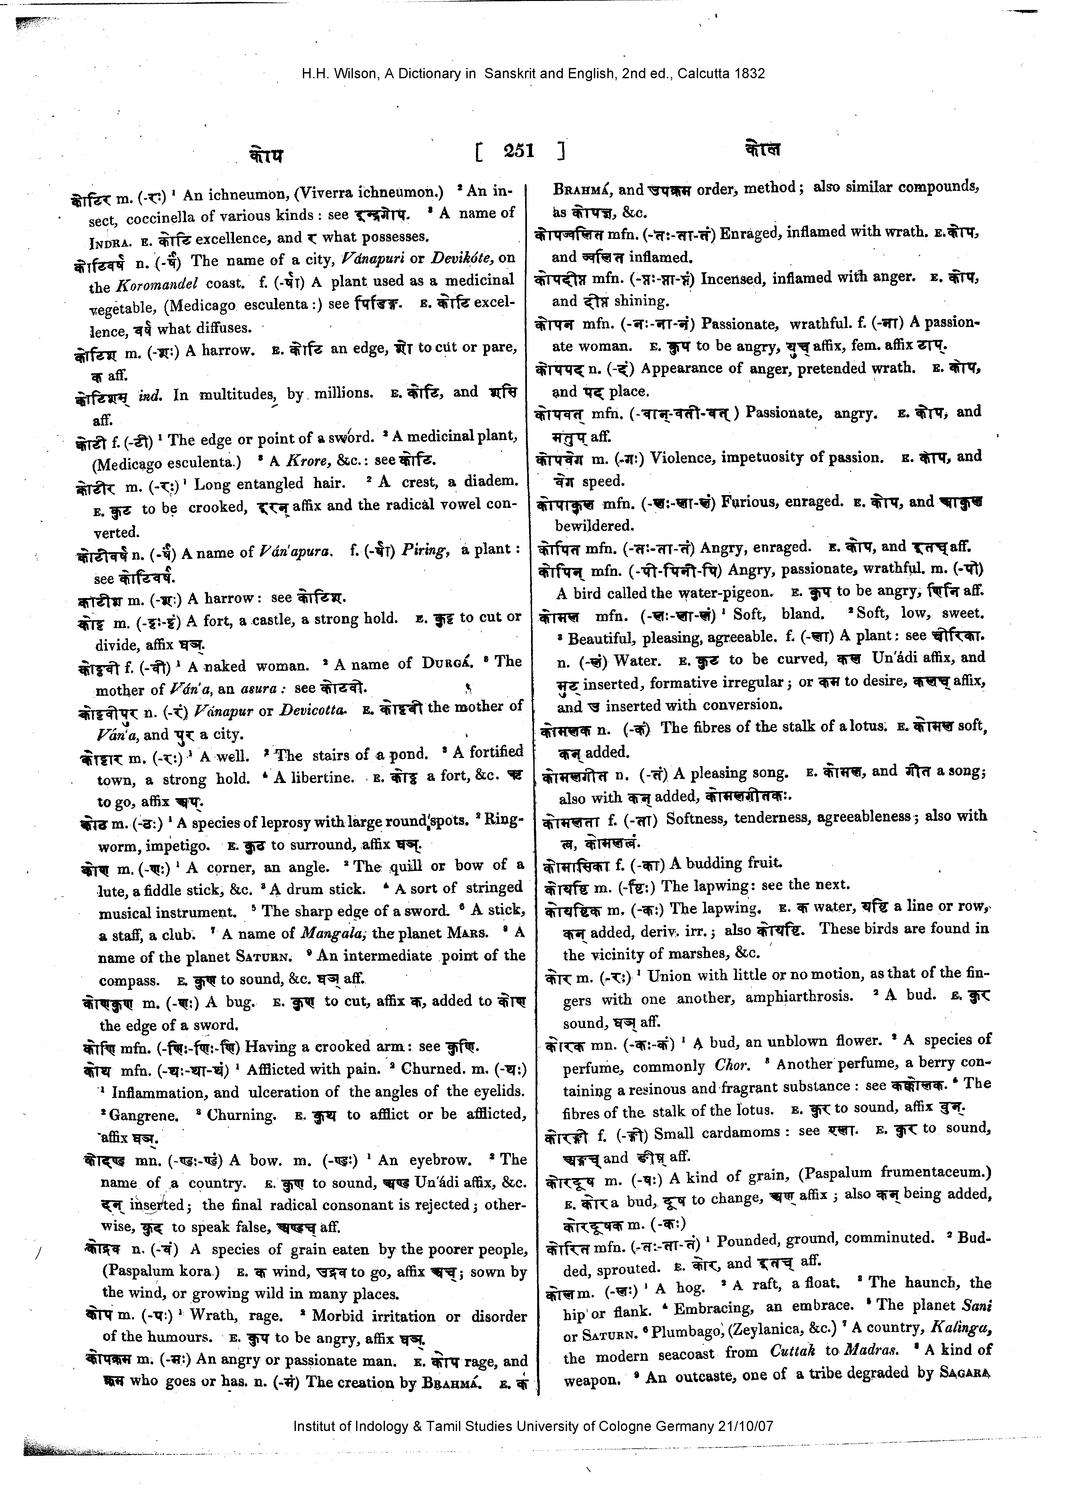 H.H. Wilson, A Dictionary in Sanskrit and English, 2nd ed., Calcutta 1832
कोप
[ 251 ]
कोल
कोटिर m. (-रः) ¹ An ichneumon, (Viverra ichneumon.) ² An in-
sect, coccinella of various kinds : see इन्द्रगोप. ³ A name of
INDRA. E. कोटि excellence, and र what possesses.
कोटिवर्ष n. (-र्षं) The name of a city, Vánapuri or Devikóte, on
the Koromandel coast. f. (-र्षा) A plant used as a medicinal
vegetable, (Medicago esculenta :) see पिडिङ्ग. E. कोटि excel-
lence, वर्ष what diffuses.
कोटिश m. (-शः) A harrow. E. कोटि an edge, शो to cut or pare,
क aff.
कोटिशस् ind. In multitudes, by millions. E. कोटि, and शसि
aff.
कोटी f. (-टी) ¹ The edge or point of a sword. ² A medicinal plant,
(Medicago esculenta.) ³ A Krore, &c. : see कोटि.
कोटीर m. (-रः) ¹ Long entangled hair. ² A crest, a diadem.
E. कुट to be crooked, इरन् affix and the radical vowel con-
verted.
कोटीवर्ष n. (-र्षं) A name of Ván'apura. f. (-र्षा) Piring, a plant :
see कोटिवर्ष.
कोटीश m. (-शः) A harrow : see कोटिश.
कोट्ट m. (-ट्टः-ट्टं) A fort, a castle, a strong hold. E. कुट्ट to cut or
divide, affix घञ्.
कोट्टवी f. (-वी) ¹ A naked woman. ² A name of DURGÁ. ³ The
mother of Ván'a, an asura : see कोटवी.
कोट्टवीपुर n. (-रं) Vánapur or Devicotta. E. कोट्टवी the mother of
Ván'a, and पुर a city.
कोट्टार m. (-रः) ¹ A well. ² The stairs of a pond. ³ A fortified
town, a strong hold. ⁴ A libertine. E. कोट्ट a fort, &c. ऋ
to go, affix अप्.
कोठ m. (-ठः) ¹ A species of leprosy with large round spots. ² Ring-
worm, impetigo. E. कुठ to surround, affix घञ्.
कोण m. (-णः) ¹ A corner, an angle. ² The quill or bow of a
lute, a fiddle stick, &c. ³ A drum stick. ⁴ A sort of stringed
musical instrument. ⁵ The sharp edge of a sword. ⁶ A stick,
a staff, a club. ⁷ A name of Mangala, the planet MARS. ⁸ A
name of the planet SATURN. ⁹ An intermediate point of the
compass. E. कुण to sound, &c. घञ् aff.
कोणकुण m. (-णः) A bug. E. कुण to cut, affix क, added to कोण
the edge of a sword.
कोणि mfn. (-णिः-णिः-णि) Having a crooked arm : see कुणि.
कोथ mfn. (-थः-था-थं) ¹ Afflicted with pain. ² Churned. m. (-थः)
¹ Inflammation, and ulceration of the angles of the eyelids.
² Gangrene. ³ Churning. E. कुथ to afflict or be afflicted,
affix घञ्.
कोदण्ड mn. (-ण्डः-ण्डं) A bow. m. (-ण्डः) ¹ An eyebrow. ² The
name of a country. E. कुण to sound, अण्ड Un'ádi affix, &c.
दन् inserted ; the final radical consonant is rejected ; other-
wise, कुद to speak false, अण्डच् aff.
कोद्रव n. (-वं) A species of grain eaten by the poorer people,
(Paspalum kora.) E. क wind, उद्रव to go, affix अच् ; sown by
the wind, or growing wild in many places.
कोप m. (-पः) ¹ Wrath, rage. ² Morbid irritation or disorder
of the humours. E. कुप to be angry, affix घञ्.
कोपक्रम m. (-मः) An angry or passionate man. E. कोप rage, and
क्रम who goes or has. n. (-मं) The creation by BRAHMÁ. E. क
BRAHMÁ, and उपक्रम order, method ; also similar compounds,
as कोपज्ञ, &c.
कोपज्वलित mfn. (-तः-ता-तं) Enraged, inflamed with wrath. E. कोप,
and ज्वलित inflamed.
कोपदीप्त mfn. (-प्तः-प्ता-प्तं) Incensed, inflamed with anger. E. कोप,
and दीप्त shining.
कोपन mfn. (-नः-ना-नं) Passionate, wrathful. f. (-ना) A passion-
ate woman. E. कुप to be angry, युच् affix, fem. affix टाप्.
कोपपद n. (-दं) Appearance of anger, pretended wrath. E. कोप,
and पद place.
कोपवत् mfn. (-वान्-वती-वत्) Passionate, angry. E. कोप, and
मतुप् aff.
कोपवेग m. (-गः) Violence, impetuosity of passion. E. कोप, and
वेग speed.
कोपाकुल mfn. (-लः-ला-लं) Furious, enraged. E. कोप, and आकुल
bewildered.
कोपित mfn. (-तः-ता-तं) Angry, enraged. E. कोप, and इतच् aff.
कोपिन् mfn. (-पी-पिनी-पि) Angry, passionate, wrathful. m. (-पी)
A bird called the water-pigeon. E. कुप to be angry, णिनि aff.
कोमल mfn. (-लः-ला-लं) ¹ Soft, bland. ² Soft, low, sweet.
³ Beautiful, pleasing, agreeable. f. (-ला) A plant : see क्षीरिका.
n. (-लं) Water. E. कुट to be curved, कल Un'ádi affix, and
मुट् inserted, formative irregular ; or कम to desire, कलच् affix,
and उ inserted with conversion.
कोमलक n. (-कं) The fibres of the stalk of a lotus. E. कोमल soft,
कन् added.
कोमलगीत n. (-तं) A pleasing song. E. कोमल, and गीत a song ;
also with कन् added, कोमलगीतकः.
कोमलता f. (-ता) Softness, tenderness, agreeableness ; also with
त्व, कोमलत्वं.
कोमासिका f. (-का) A budding fruit.
कोयष्टि m. (-ष्टिः) The lapwing : see the next.
कोयष्टिक m. (-कः) The lapwing. E. क water, यष्टि a line or row,
कन् added, deriv. irr. ; also कोयष्टि. These birds are found in
the vicinity of marshes, &c.
कोर m. (-रः) ¹ Union with little or no motion, as that of the fin-
gers with one another, amphiarthrosis. ² A bud. E. कुर
sound, घञ् aff.
कोरक mn. (-कः-कं) ¹ A bud, an unblown flower. ² A species of
perfume, commonly Chor. ³ Another perfume, a berry con-
taining a resinous and fragrant substance : see कक्कोलक. ⁴ The
fibres of the stalk of the lotus. E. कुर to sound, affix वुन्.
कोरङ्गी f. (-ङ्गी) Small cardamoms : see एला. E. कुर to sound,
अङ्गच् and ङीष् aff.
कोरदूष m. (-षः) A kind of grain, (Paspalum frumentaceum.)
E. कोर a bud, दूष to change, अण् affix ; also कन् being added,
कोरदूषक m. (-कः)
कोरित mfn. (-तः-ता-तं) ¹ Pounded, ground, comminuted. ² Bud-
ded, sprouted. E. कोर, and इतच् aff.
कोल m. (-लः) ¹ A hog. ² A raft, a float. ³ The haunch, the
hip or flank. ⁴ Embracing, an embrace. ⁵ The planet Sani
or SATURN. ⁶ Plumbago, (Zeylanica, &c.) ⁷ A country, Kalinga,
the modern seacoast from Cuttak to Madras. ⁸ A kind of
weapon. ⁹ An outcaste, one of a tribe degraded by SAGARA
Institut of Indology & Tamil Studies University of Cologne Germany 21/10/07